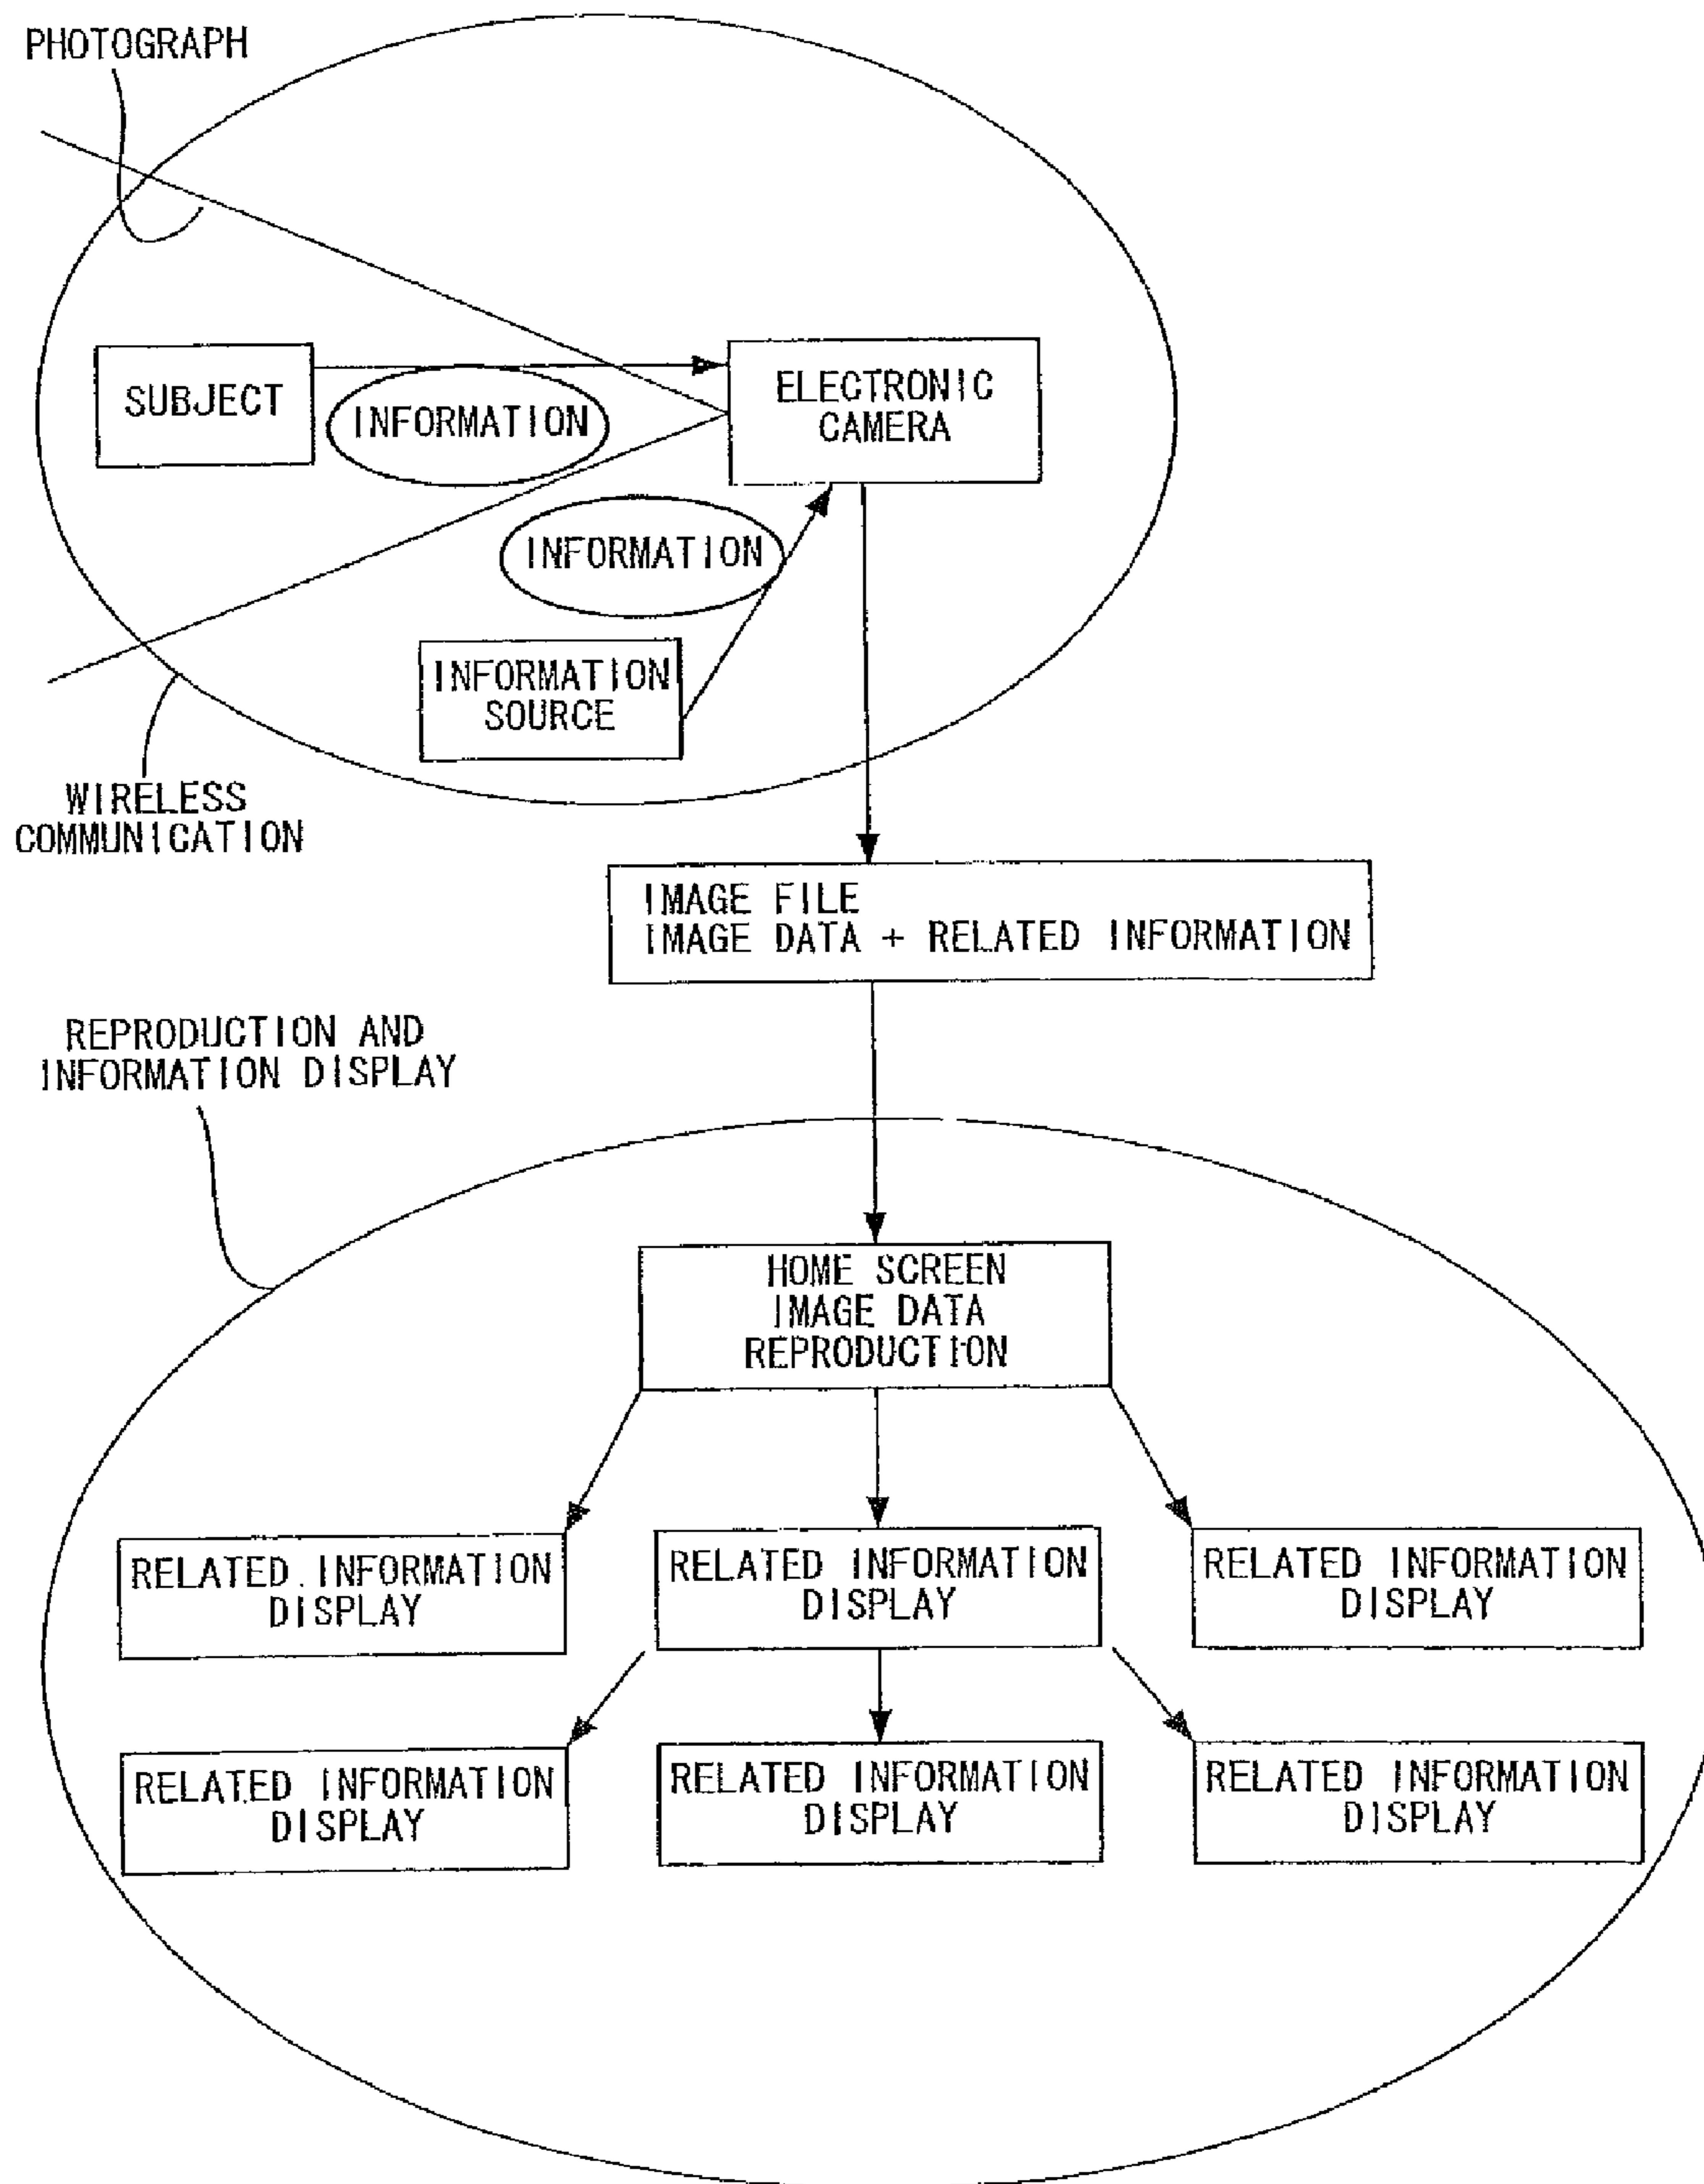 PHOTOGRAPH
SUBJECT
INFORMATION
ELECTRONIC
CAMERA
INFORMATION
INFORMATION
SOURCE
WIRELESS
COMMUNICATION
IMAGE FILE
IMAGE DATA + RELATED INFORMATION
REPRODUCTION AND
INFORMATION DISPLAY
HOME SCREEN
IMAGE DATA
REPRODUCTION
RELATED INFORMATION
DISPLAY
RELATED INFORMATION
DISPLAY
RELATED INFORMATION
DISPLAY
RELATED INFORMATION
DISPLAY
RELATED INFORMATION
DISPLAY
RELATED INFORMATION
DISPLAY